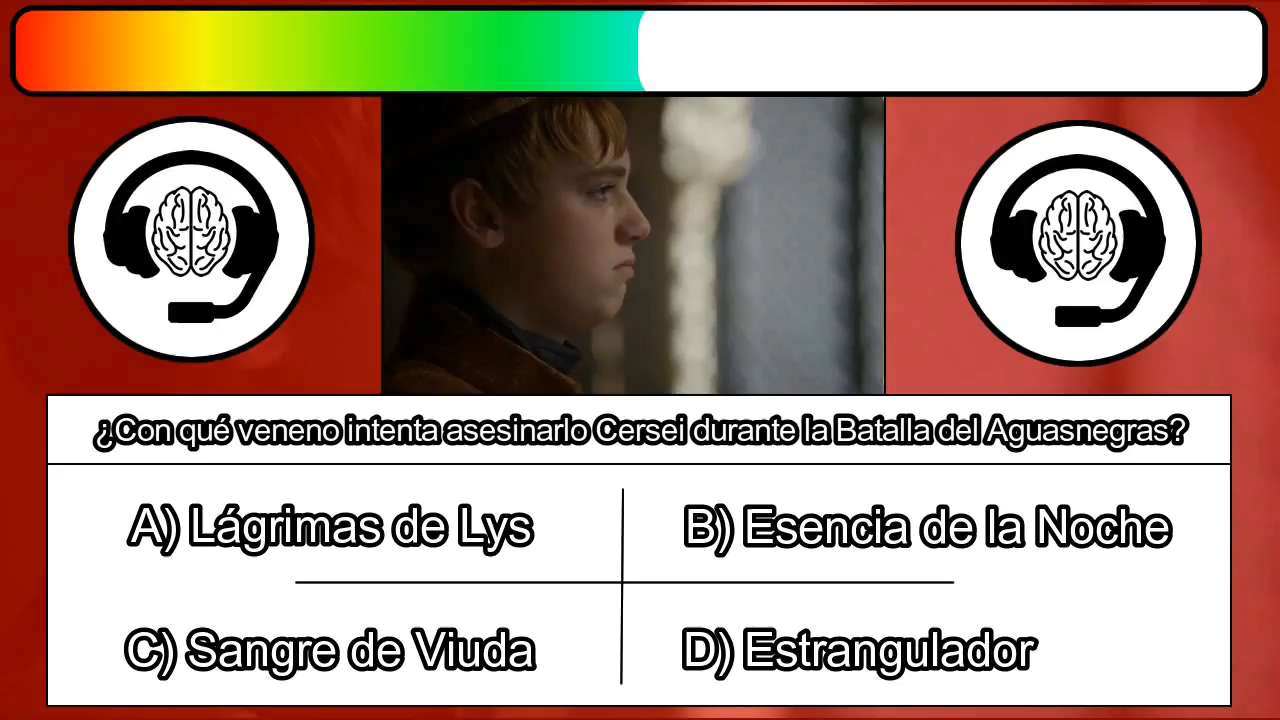 ¿Con qué veneno intenta asesinarlo Cersei durante la Batalla del Aguasnegras?
A) Lágrimas de Lys
B) Esencia de la Noche
C) Sangre de Viuda
D) Estrangulador